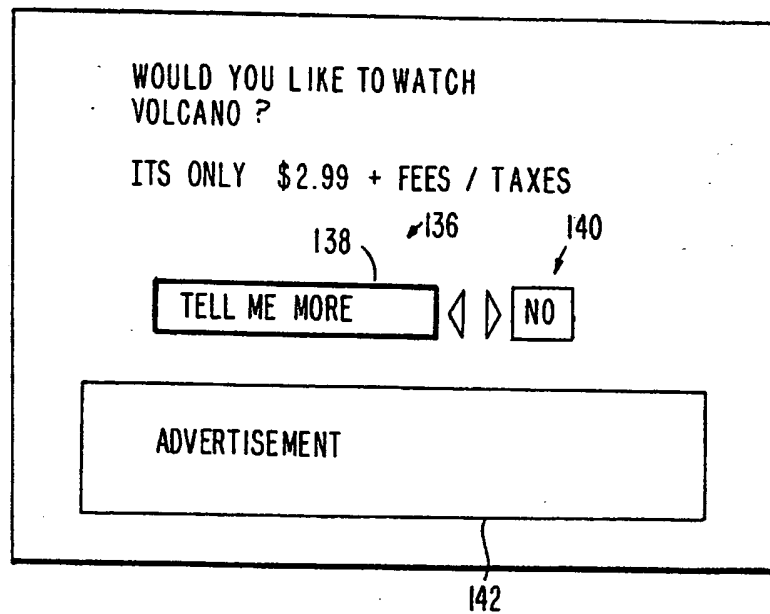 WOULD YOU LIKE TO WATCH
VOLCANO ?
ITS ONLY $2.99 + FEES / TAXES
138 136 140
TELL ME MORE NO
ADVERTISEMENT
142